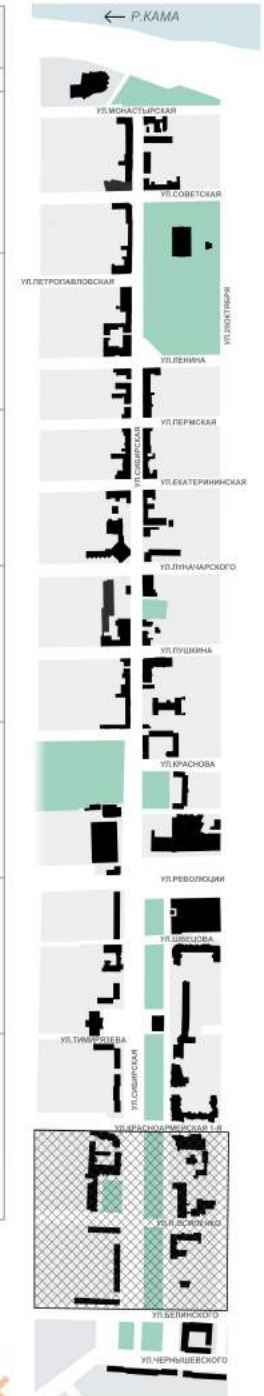 ← Р.КАМА
УЛ.МОНАСТЫРСКАЯ
УЛ.СОВЕТСКАЯ
УЛ.ПЕТРОПАВЛОВСКАЯ
УЛ.25ОКТЯБРЯ
УЛ.ЛЕНИНА
УЛ.ПЕРМСКАЯ
УЛ.СИБИРСКАЯ
УЛ.ЕКАТЕРИНИНСКАЯ
УЛ.ЛУНАЧАРСКОГО
УЛ.ПУШКИНА
УЛ.КРАСНОВА
УЛ.РЕВОЛЮЦИИ
УЛ.ШВЕЦОВА
УЛ.ТИМИРЯЗЕВА
УЛ.СИБИРСКАЯ
УЛ.КРАСНОАРМЕЙСКАЯ 1-Я
УЛ.БЕЛИНСКОГО
УЛ.ЧЕРНЫШЕВСКОГО